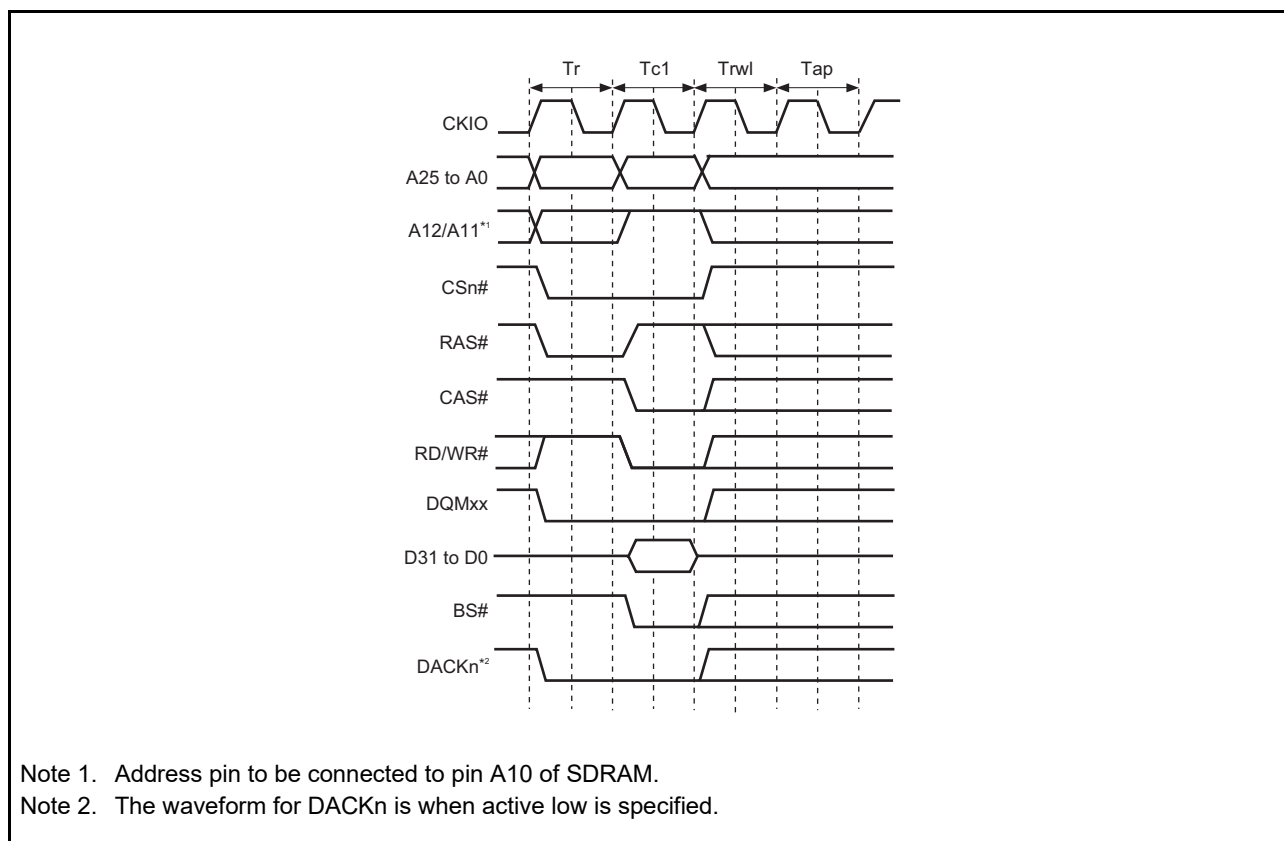 Tr Tc1 Trwl Tap
CKIO
A25 to A0
A12/A11*1
CSn#
RAS#
CAS#
RD/WR#
DQMxx
D31 to D0
BS#
DACKn*2
Note 1. Address pin to be connected to pin A10 of SDRAM.
Note 2. The waveform for DACKn is when active low is specified.